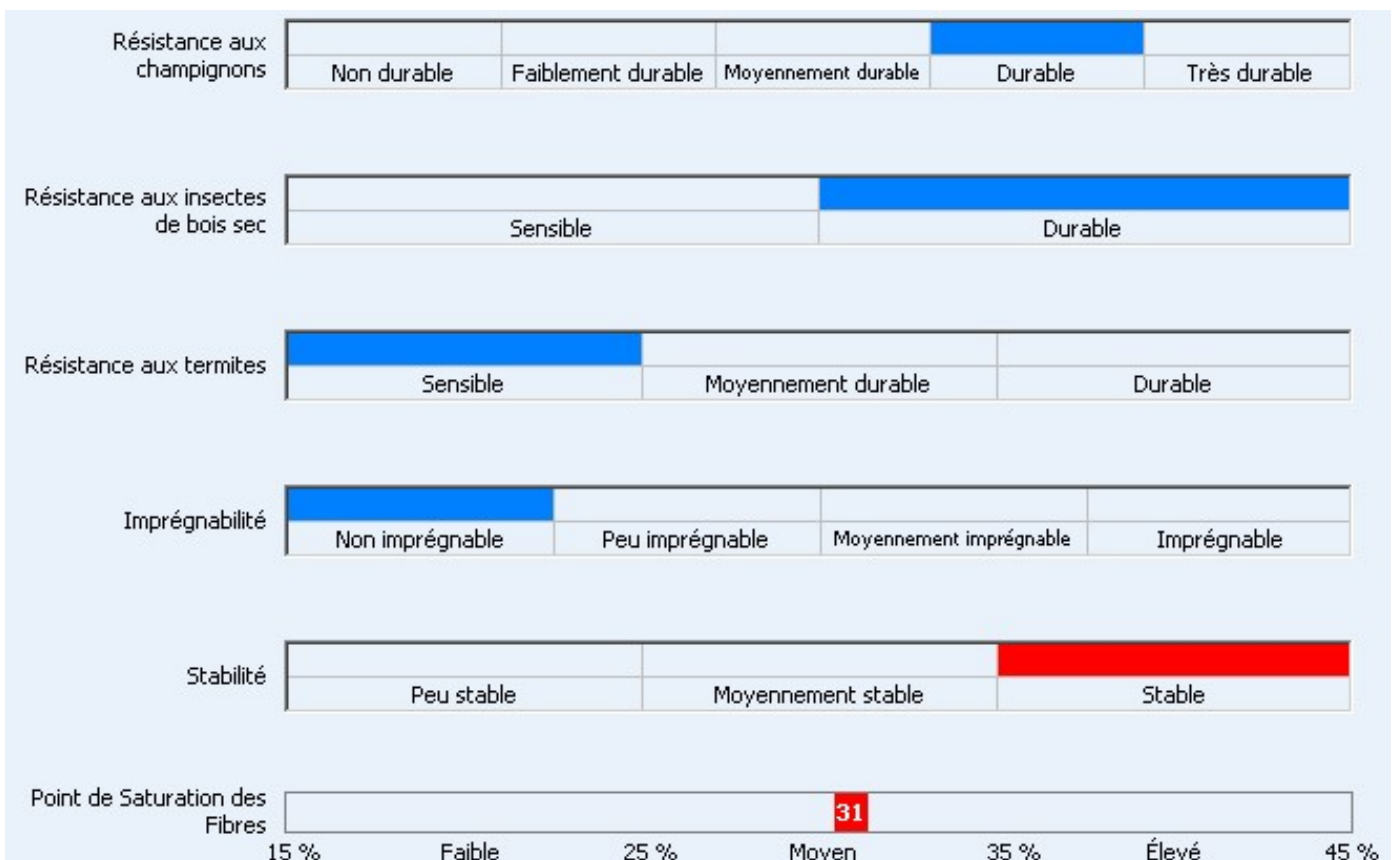 Résistance aux
champignons
Non durable Faiblement durable Moyennement durable Durable Très durable
Résistance aux insectes
de bois sec
Sensible Durable
Résistance aux termites
Sensible Moyennement durable Durable
Imprégnabilité
Non imprégnable Peu imprégnable Moyennement imprégnable Imprégnable
Stabilité
Peu stable Moyennement stable Stable
Point de Saturation des
Fibres
31
15 % Faible 25 % Moyen 35 % Élevé 45 %